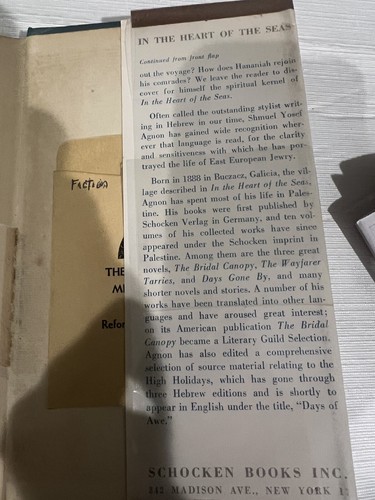 IN THE HEART OF THE SEAS
Continued from front flap
out the voyage? How does Hananiah rejoin
his comrades? We leave the reader to dis-
cover for himself the spiritual kernel of
In the Heart of the Seas.
Often called the outstanding stylist writ-
ing in Hebrew in our time, Shmuel Yosef
Agnon has gained wide recognition wher-
ever that language is read, for the clarity
and sensitiveness with which he has por-
trayed the life of East European Jewry.
Born in 1888 in Buczacz, Galicia, the vil-
lage described in In the Heart of the Seas,
Agnon has spent most of his life in Pales-
tine. His books were first published by
Schocken Verlag in Germany, and ten vol-
umes of his collected works have since
appeared under the Schocken imprint in
Palestine. Among them are the three great
novels, The Bridal Canopy, The Wayfarer
Tarries, and Days Gone By, and many
shorter novels and stories. A number of his
works have been translated into other lan-
guages and have aroused great interest;
on its American publication The Bridal
Canopy became a Literary Guild Selection.
Agnon has also edited a comprehensive
selection of source material relating to the
High Holidays, which has gone through
three Hebrew editions and is shortly to
appear in English under the title, "Days of
Awe."
SCHOCKEN BOOKS INC.
342 MADISON AVE., NEW YORK
FICTION
THE
Refor